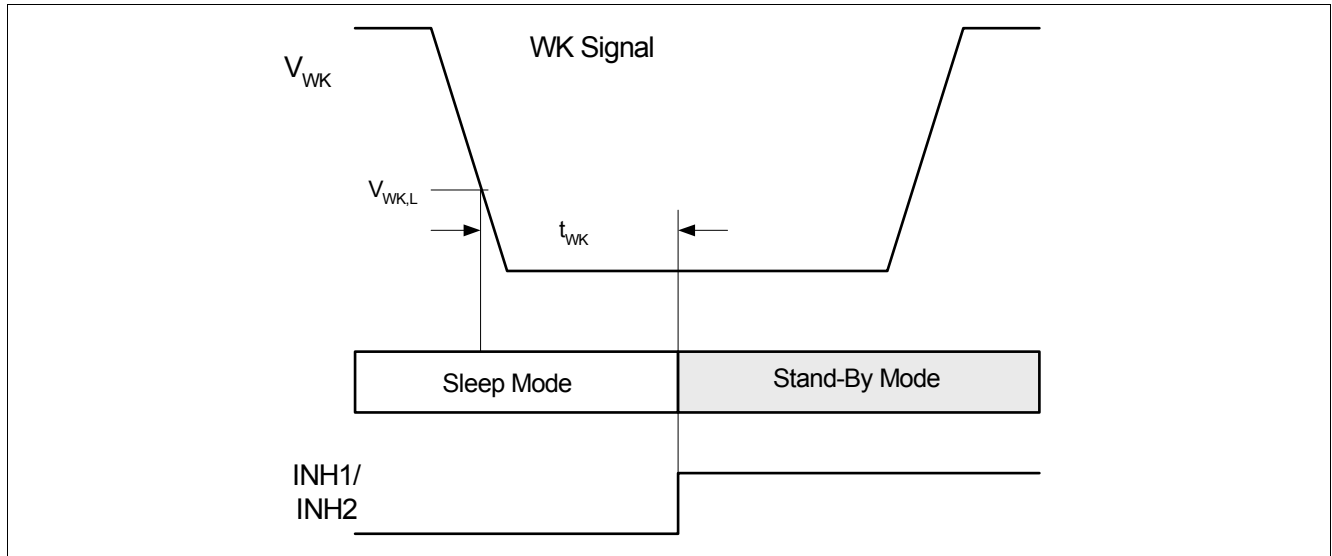 WK Signal
V_WK
V_WK,L
t_WK
Sleep Mode
Stand-By Mode
INH1/
INH2